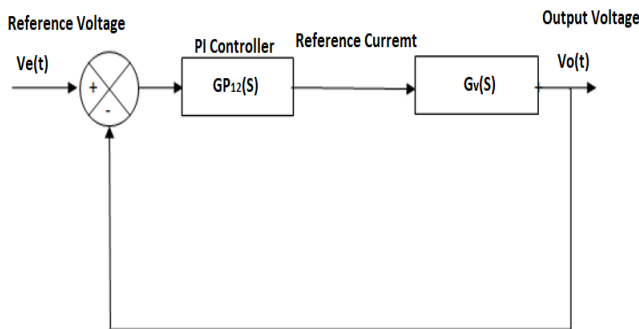 Reference Voltage
Output Voltage
PI Controller
Reference Curremt
Ve(t)
Vo(t)
+
-
GP12(S)
Gv(S)